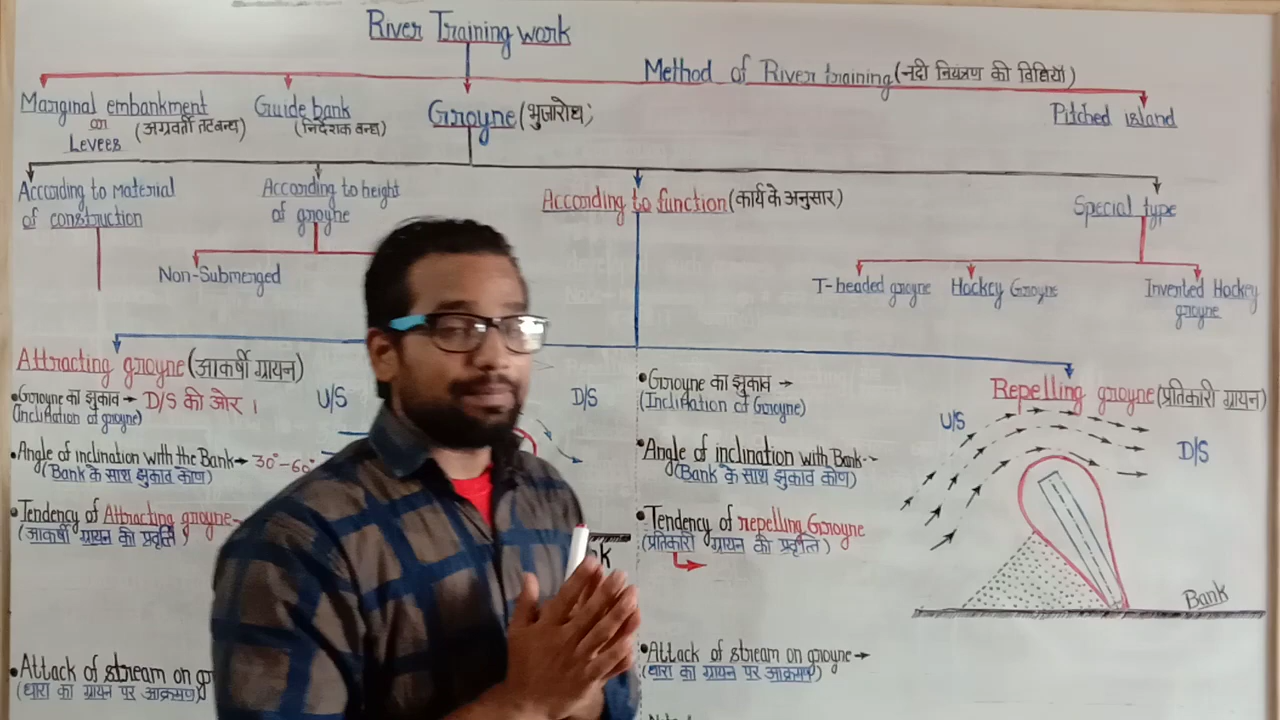 River Training work
Method of River training (नदी नियंत्रण की विधियाँ)
Marginal embankment
or (अग्रवर्ती तटबन्ध)
Levees
Guide bank
(निर्देशक बन्ध)
Groyne (भुजारोध)
Pitched island
According to Material
of construction
According to height
of groyne
According to function (कार्य के अनुसार)
Special type
Non-Submerged
T-headed groyne
Hockey Groyne
Invented Hockey
groyne
Attracting groyne (आकर्षी ग्रायन)
• Groyne का झुकाव → D/S की ओर ।
(Inclination of groyne)
U/S
D/S
• Angle of inclination with the Bank → 30°-60°
(Bank के साथ झुकाव कोण)
• Tendency of Attracting groyne-
(आकर्षी ग्रायन की प्रवृत्ति)
• Attack of stream on
(धारा का ग्रायन पर आक्रमण)
• Groyne का झुकाव →
(Inclination of Groyne)
• Angle of inclination with Bank-
(Bank के साथ झुकाव कोण)
• Tendency of repelling Groyne
(प्रतिकारी ग्रायन की प्रवृत्ति)
• Attack of stream on groyne →
(धारा का ग्रायन पर आक्रमण)
Repelling groyne (प्रतिकारी ग्रायन)
U/S
D/S
Bank